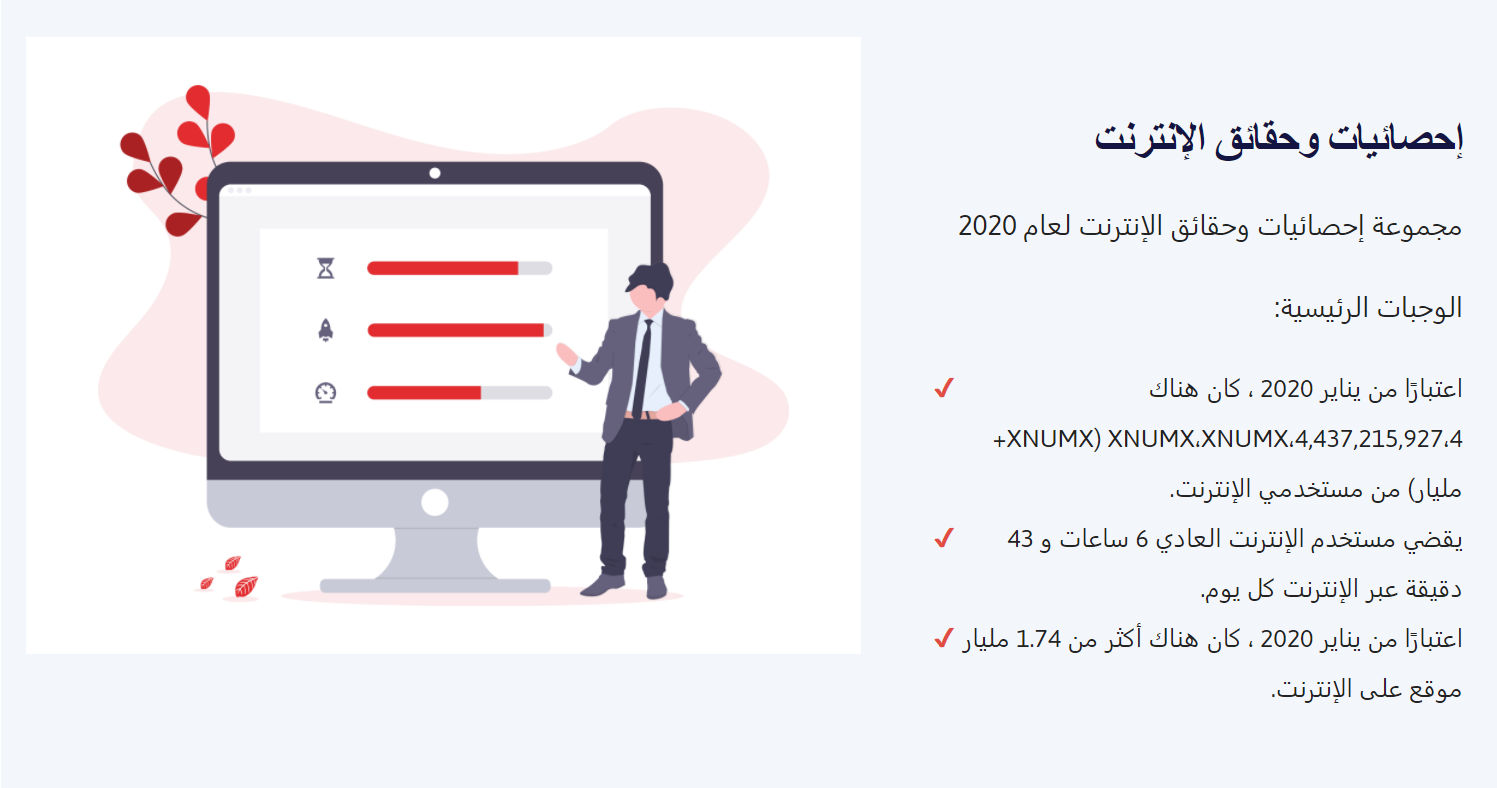 إحصائيات وحقائق الإنترنت
مجموعة إحصائيات وحقائق الإنترنت لعام 2020
الوجبات الرئيسية:
اعتبارًا من يناير 2020 ، كان هناك
4،4,437,215,927،XNUMX،XNUMX (XNUMX+
مليار) من مستخدمي الإنترنت.
يقضي مستخدم الإنترنت العادي 6 ساعات و 43
دقيقة عبر الإنترنت كل يوم.
اعتبارًا من يناير 2020 ، كان هناك أكثر من 1.74 مليار
موقع على الإنترنت.